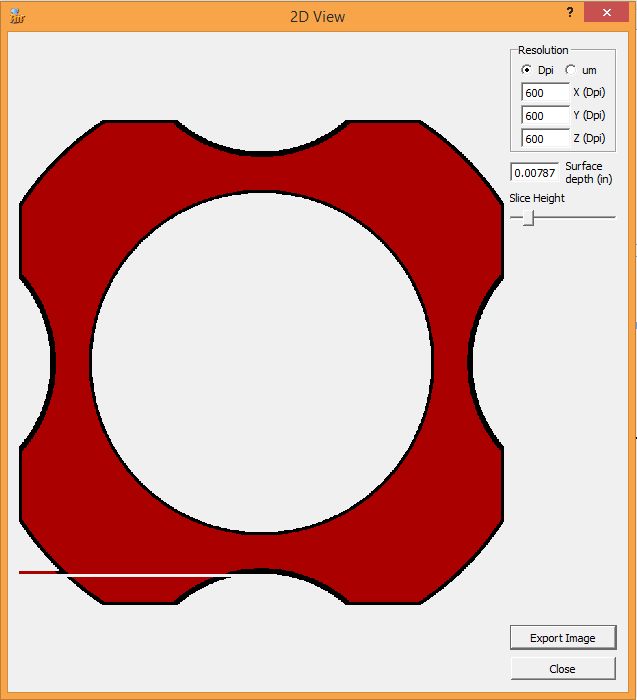 2D View
?
Resolution
Dpi um
600 X (Dpi)
600 Y (Dpi)
600 Z (Dpi)
0.00787 Surface
depth (in)
Slice Height
Export Image
Close